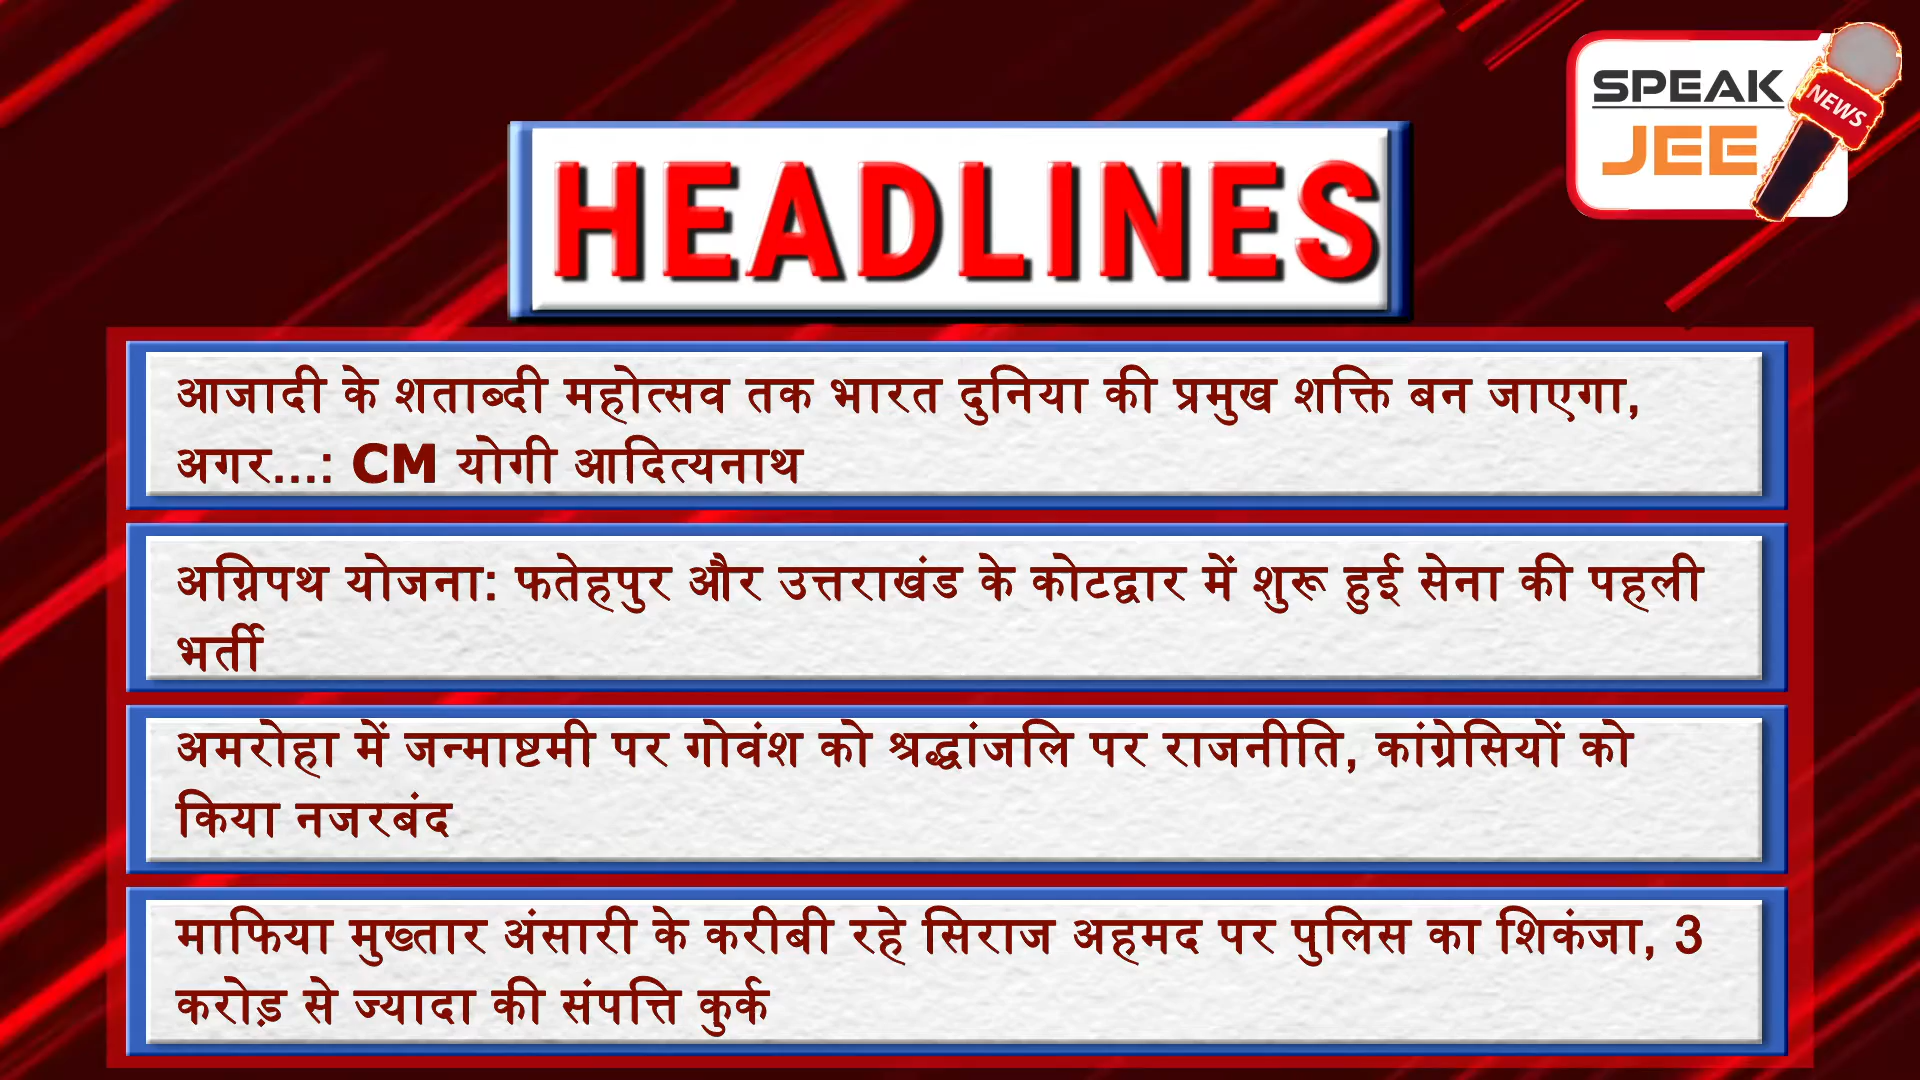 SPEAK
JEE
NEWS
HEADLINES
आजादी के शताब्दी महोत्सव तक भारत दुनिया की प्रमुख शक्ति बन जाएगा,
अगर...: CM योगी आदित्यनाथ
अग्निपथ योजना: फतेहपुर और उत्तराखंड के कोटद्वार में शुरू हुई सेना की पहली
भर्ती
अमरोहा में जन्माष्टमी पर गोवंश को श्रद्धांजलि पर राजनीति, कांग्रेसियों को
किया नजरबंद
माफिया मुख्तार अंसारी के करीबी रहे सिराज अहमद पर पुलिस का शिकंजा, 3
करोड़ से ज्यादा की संपत्ति कुर्क